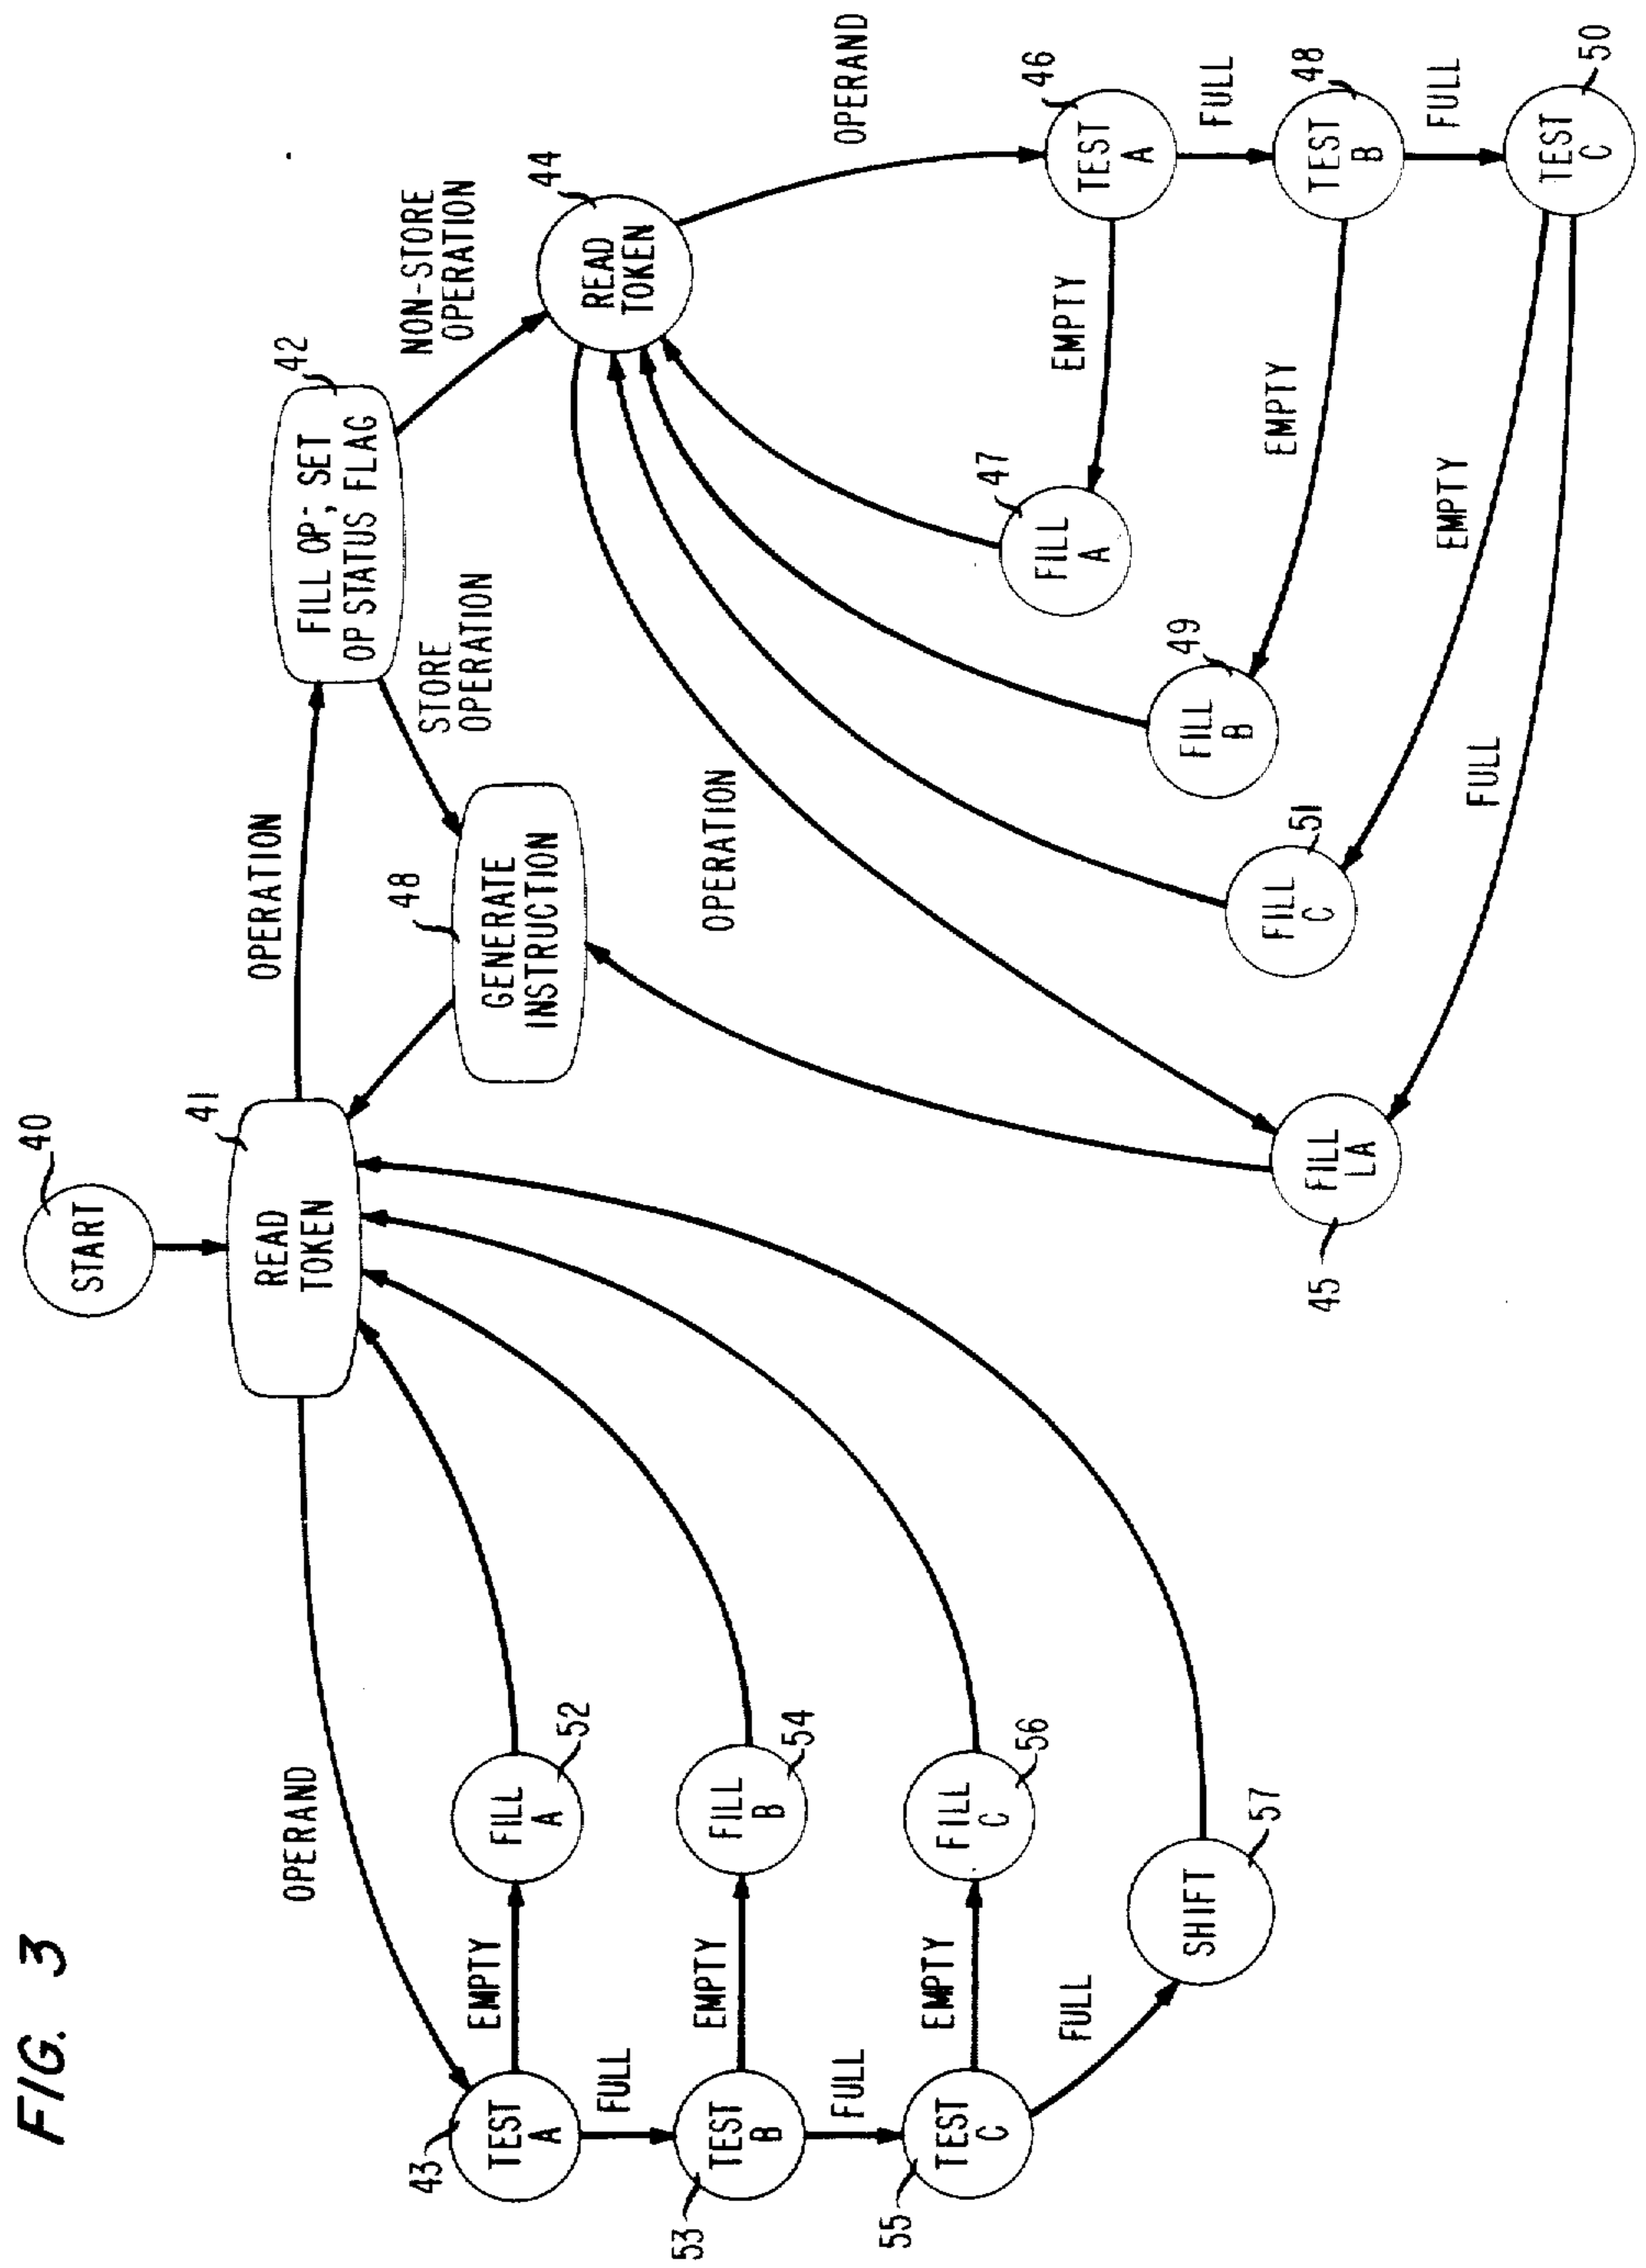 FIG. 3
40
START
41
READ
TOKEN
OPERAND
OPERATION
42
FILL OP; SET
OP STATUS FLAG
STORE
OPERATION
NON-STORE
OPERATION
48
GENERATE
INSTRUCTION
44
READ
TOKEN
OPERATION
OPERAND
43
TEST
A
EMPTY
FILL
A
52
FULL
53
TEST
B
EMPTY
FILL
B
54
FULL
55
TEST
C
EMPTY
FILL
C
56
FULL
SHIFT
57
46
TEST
A
EMPTY
47
FILL
A
FULL
48
TEST
B
EMPTY
49
FILL
B
FULL
50
TEST
C
EMPTY
51
FILL
C
FULL
FILL
LA
45